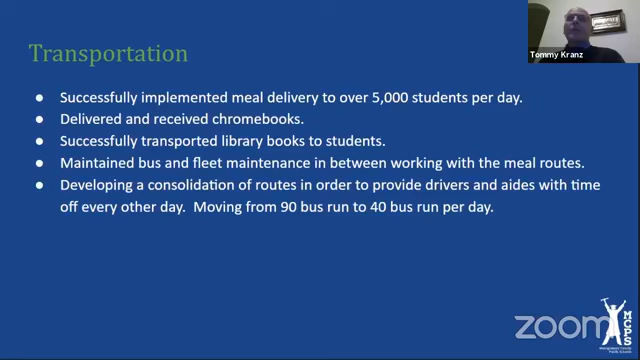 Transportation
Tommy Kranz
● Successfully implemented meal delivery to over 5,000 students per day.
● Delivered and received chromebooks.
● Successfully transported library books to students.
● Maintained bus and fleet maintenance in between working with the meal routes.
● Developing a consolidation of routes in order to provide drivers and aides with time
off every other day.  Moving from 90 bus run to 40 bus run per day.
zoom
MCPS